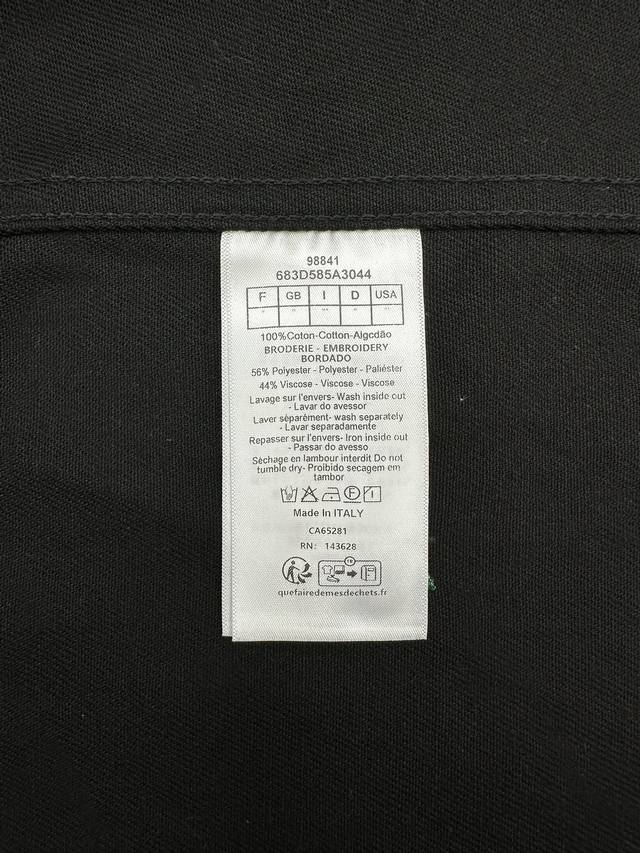 98841
683D585A3044
F GB I D USA
100%Coton-Cotton-Algcdão
BRODERIE - EMBROIDERY
BORDADO
56% Polyester - Polyester - Paliéster
44% Viscose - Viscose - Viscose
Lavage sur l'envers- Wash inside out
- Lavar do avessor
Laver séparèment- wash separately
- Lavar separadamente
Repasser sur l'envers- Iron inside out
- Passar do avesso
Sèchage en lambour interdit Do not
tumble dry- Proibido secagem em
tambor
Made In ITALY
CA65281
RN: 143628
quefairedemesdechets.fr